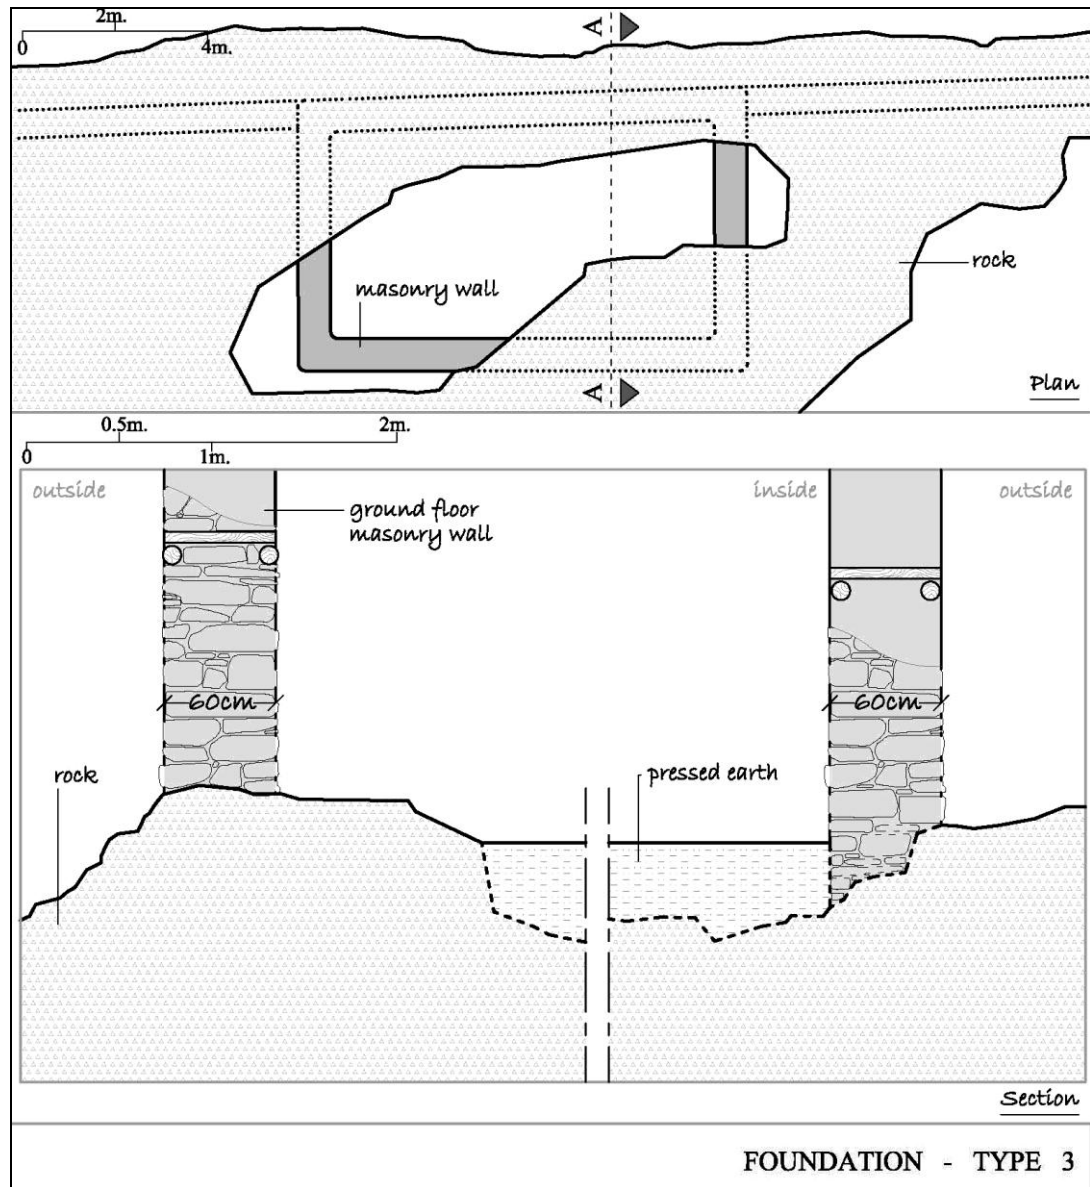 2m.
0
4m.
A
rock
masonry wall
A
Plan
0.5m.
2m.
0
1m.
outside
inside
outside
ground floor
masonry wall
60cm
60cm
rock
pressed earth
Section
FOUNDATION - TYPE 3